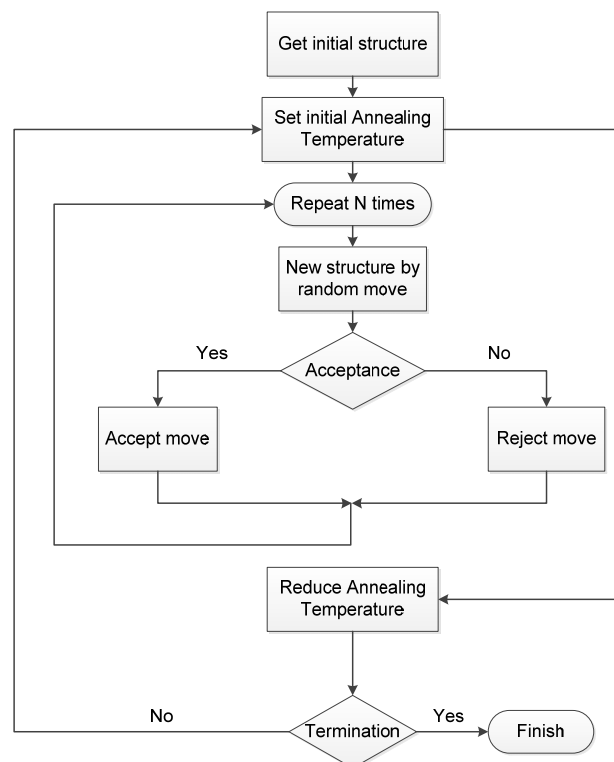 Get initial structure
Set initial Annealing
Temperature
Repeat N times
New structure by
random move
Yes
No
Acceptance
Accept move
Reject move
Reduce Annealing
Temperature
No
Termination
Yes
Finish